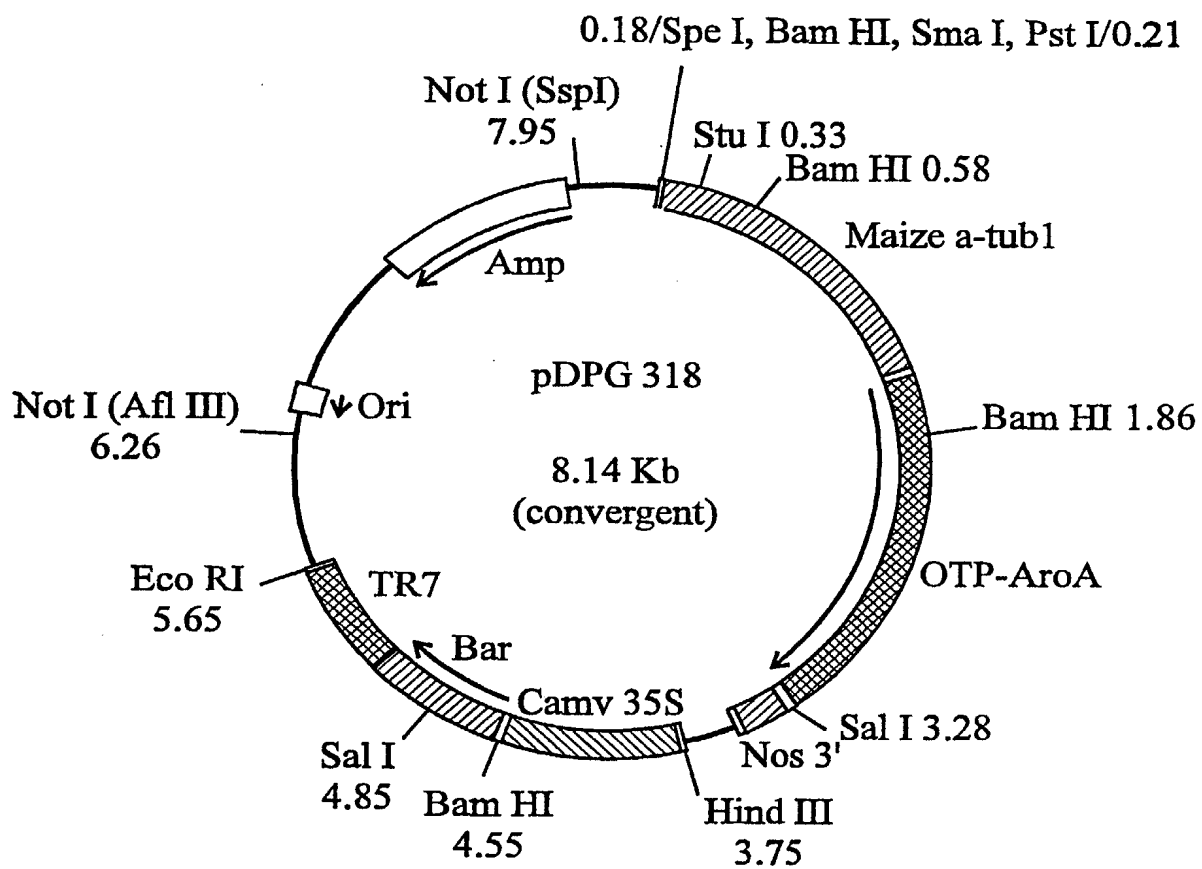 0.18/Spe I, Bam HI, Sma I, Pst I/0.21
Not I (SspI)
7.95
Stu I 0.33
Bam HI 0.58
Maize a-tub1
Amp
pDPG 318
8.14 Kb
(convergent)
Not I (Afl III)
6.26
Ori
Bam HI 1.86
OTP-AroA
Eco RI
5.65
TR7
Bar
Camv 35S
Sal I 3.28
Nos 3'
Sal I
4.85
Bam HI
4.55
Hind III
3.75